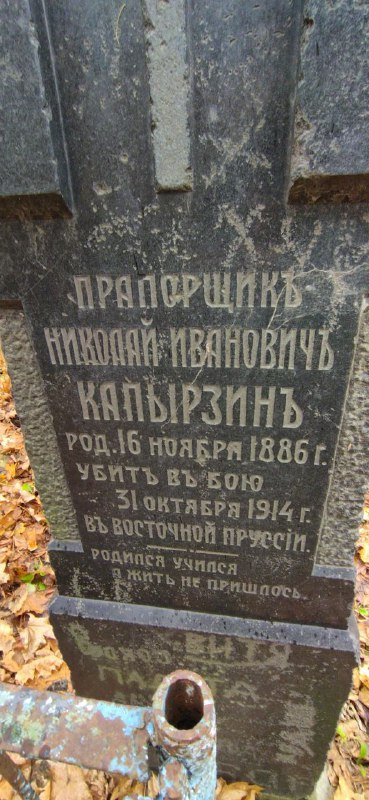 ПРАПОРЩИКЪ
НИКОЛАЙ ИВАНОВИЧЪ
КАПЫРЗИНЪ
РОД. 16 НОЯБРЯ 1886 г.
УБИТЪ ВЪ БОЮ
31 ОКТЯБРЯ 1914 г.
ВЪ ВОСТОЧНОЙ ПРУССІИ.
РОДИЛСЯ УЧИЛСЯ
ЖИТЬ НЕ ПРИШЛОСЬ.
ВИТЯ